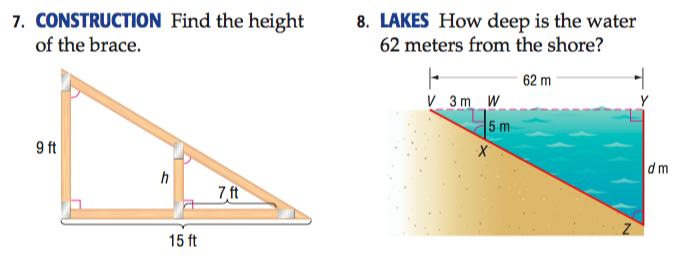 7. CONSTRUCTION Find the height
of the brace.
9 ft
h
7 ft
15 ft
8. LAKES How deep is the water
62 meters from the shore?
62 m
V 3 m W Y
5 m
X
d m
Z